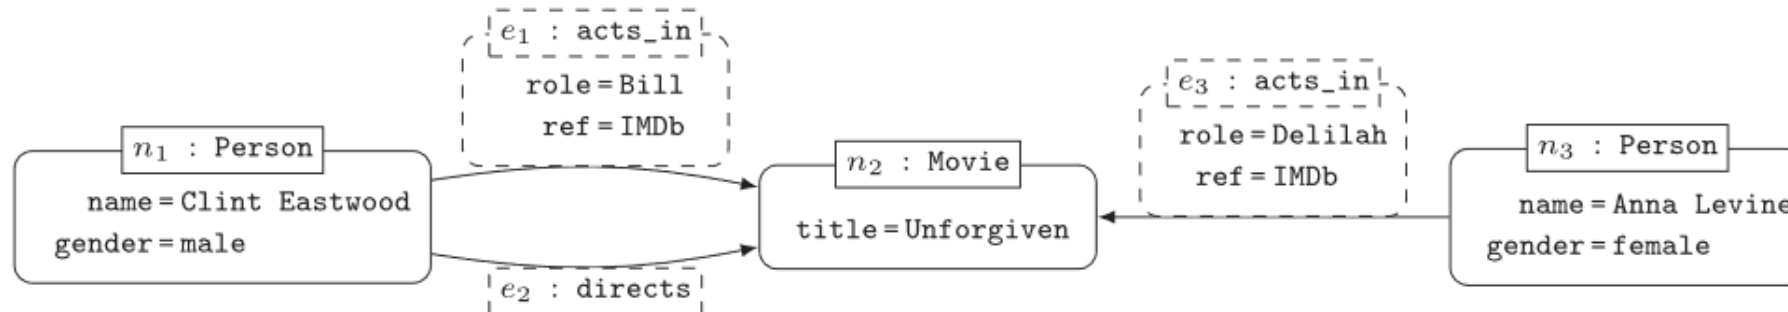 e₁ : acts_in
role = Bill
ref = IMDb
n₁ : Person
name = Clint Eastwood
gender = male
e₂ : directs
n₂ : Movie
title = Unforgiven
e₃ : acts_in
role = Delilah
ref = IMDb
n₃ : Person
name = Anna Levine
gender = female